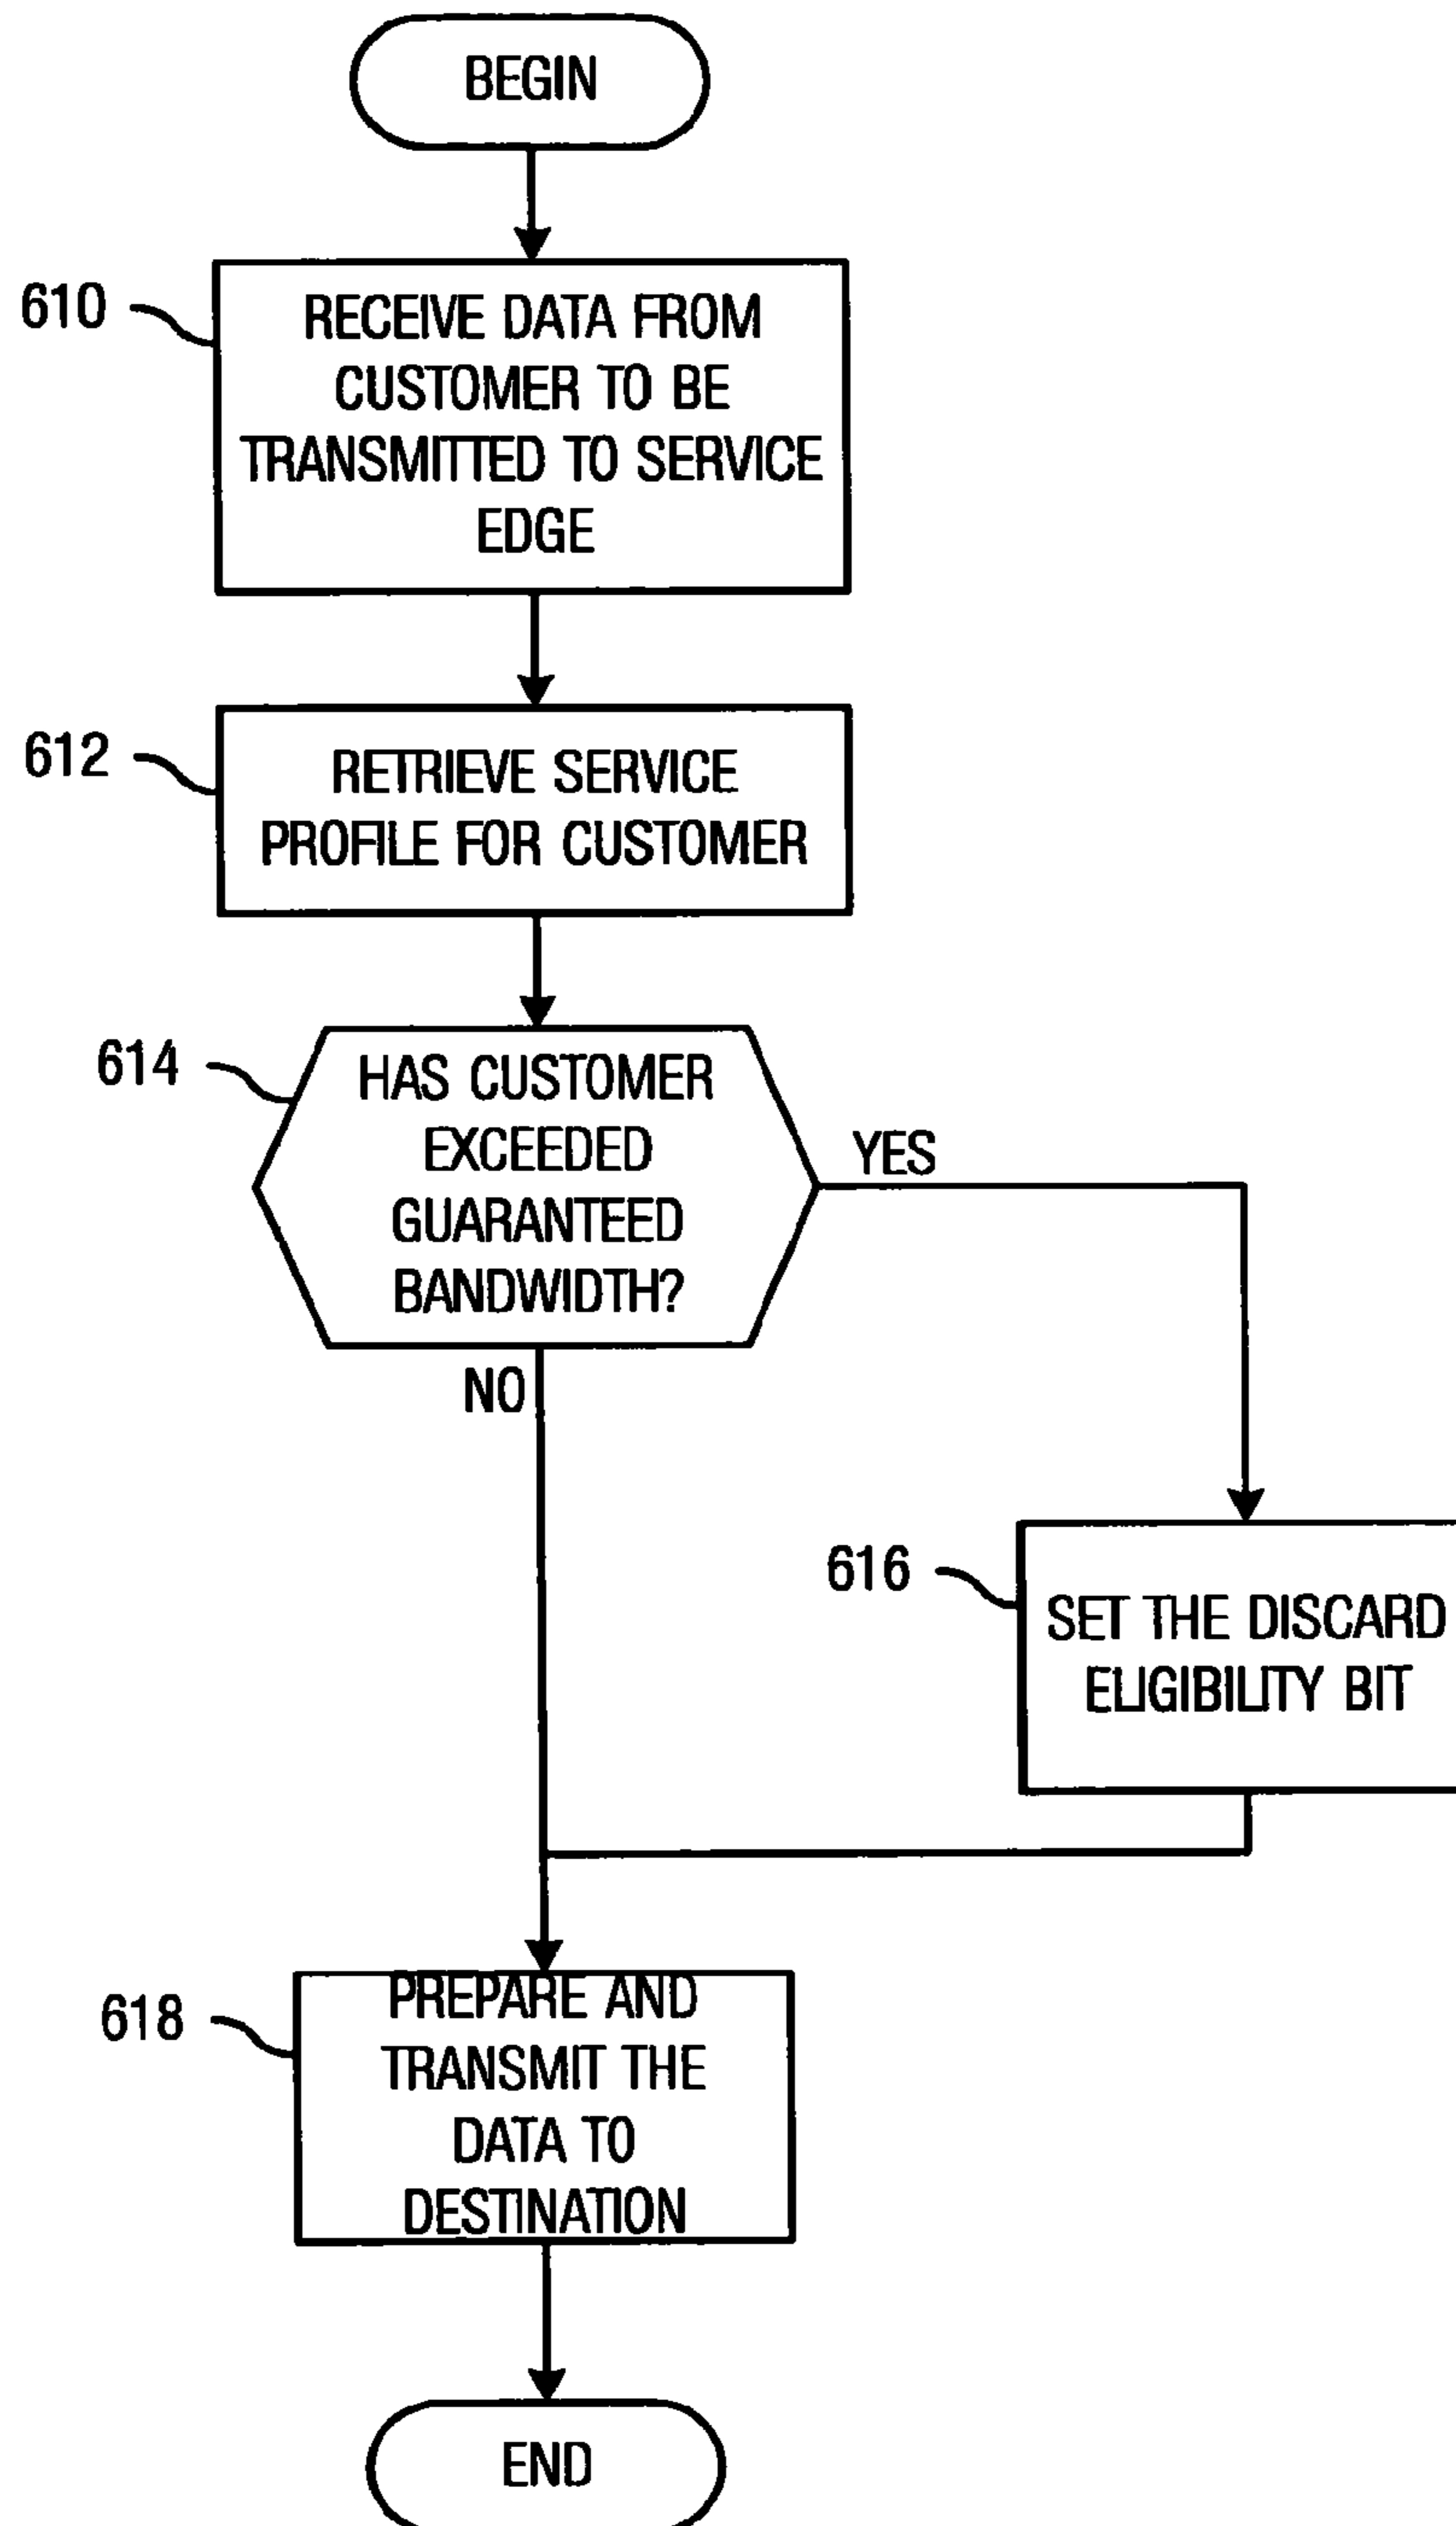 BEGIN
610
RECEIVE DATA FROM
CUSTOMER TO BE
TRANSMITTED TO SERVICE
EDGE
612
RETRIEVE SERVICE
PROFILE FOR CUSTOMER
614
HAS CUSTOMER
EXCEEDED
GUARANTEED
BANDWIDTH?
YES
NO
616
SET THE DISCARD
ELIGIBILITY BIT
618
PREPARE AND
TRANSMIT THE
DATA TO
DESTINATION
END